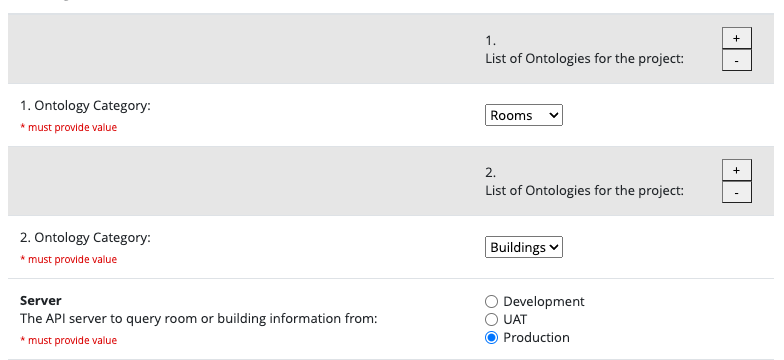 1.
List of Ontologies for the project:
+
-
1. Ontology Category:
* must provide value
Rooms
2.
List of Ontologies for the project:
+
-
2. Ontology Category:
* must provide value
Buildings
Server
The API server to query room or building information from:
* must provide value
Development
UAT
Production